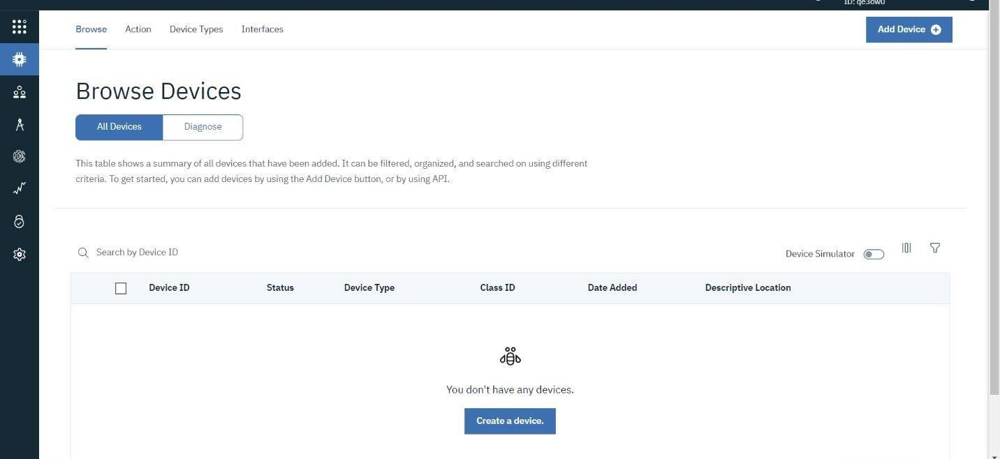 ID: qe3ow0
Browse Action Device Types Interfaces Add Device
Browse Devices
All Devices Diagnose
This table shows a summary of all devices that have been added. It can be filtered, organized, and searched on using different
criteria. To get started, you can add devices by using the Add Device button, or by using API.
Search by Device ID Device Simulator
Device ID Status Device Type Class ID Date Added Descriptive Location
You don't have any devices.
Create a device.